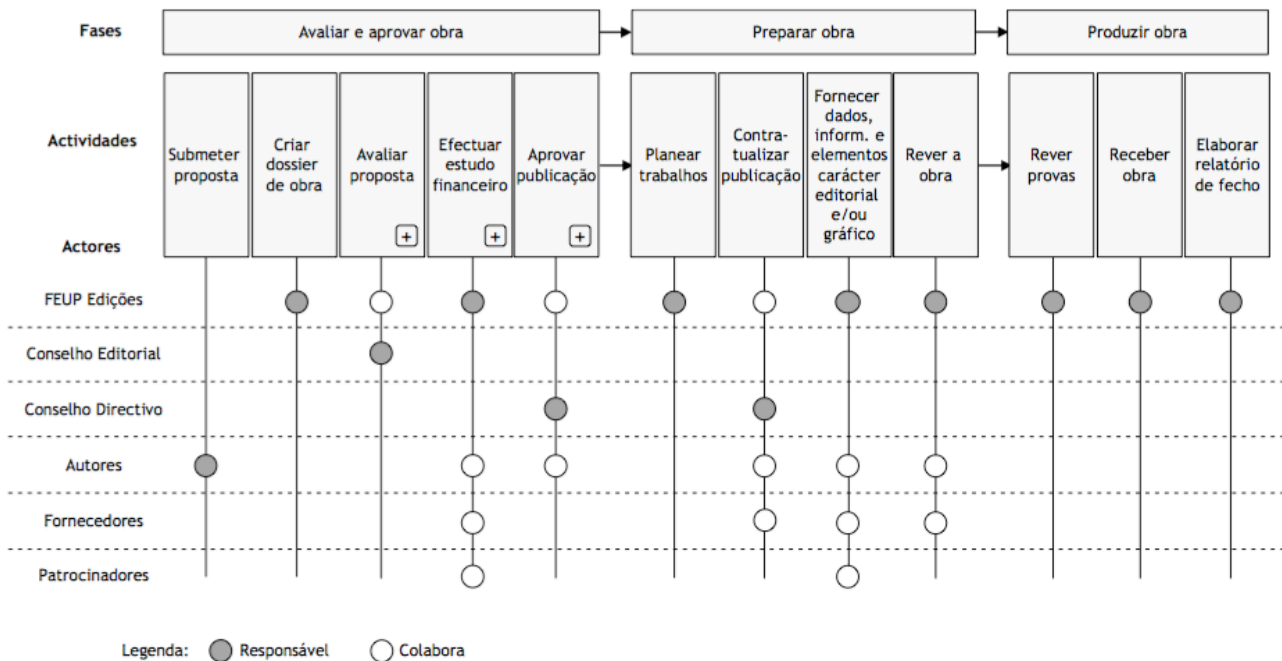 Fases
Avaliar e aprovar obra
Preparar obra
Produzir obra
Actividades
Submeter
proposta
Criar
dossier
de obra
Avaliar
proposta
+
Efectuar
estudo
financeiro
+
Aprovar
publicação
+
Planear
trabalhos
Contra-
tualizar
publicação
Fornecer
dados,
inform. e
elementos
carácter
editorial
e/ou
gráfico
Rever a
obra
Rever
provas
Receber
obra
Elaborar
relatório
de fecho
Actores
FEUP Edições
Conselho Editorial
Conselho Directivo
Autores
Fornecedores
Patrocinadores
Legenda: Responsável Colabora